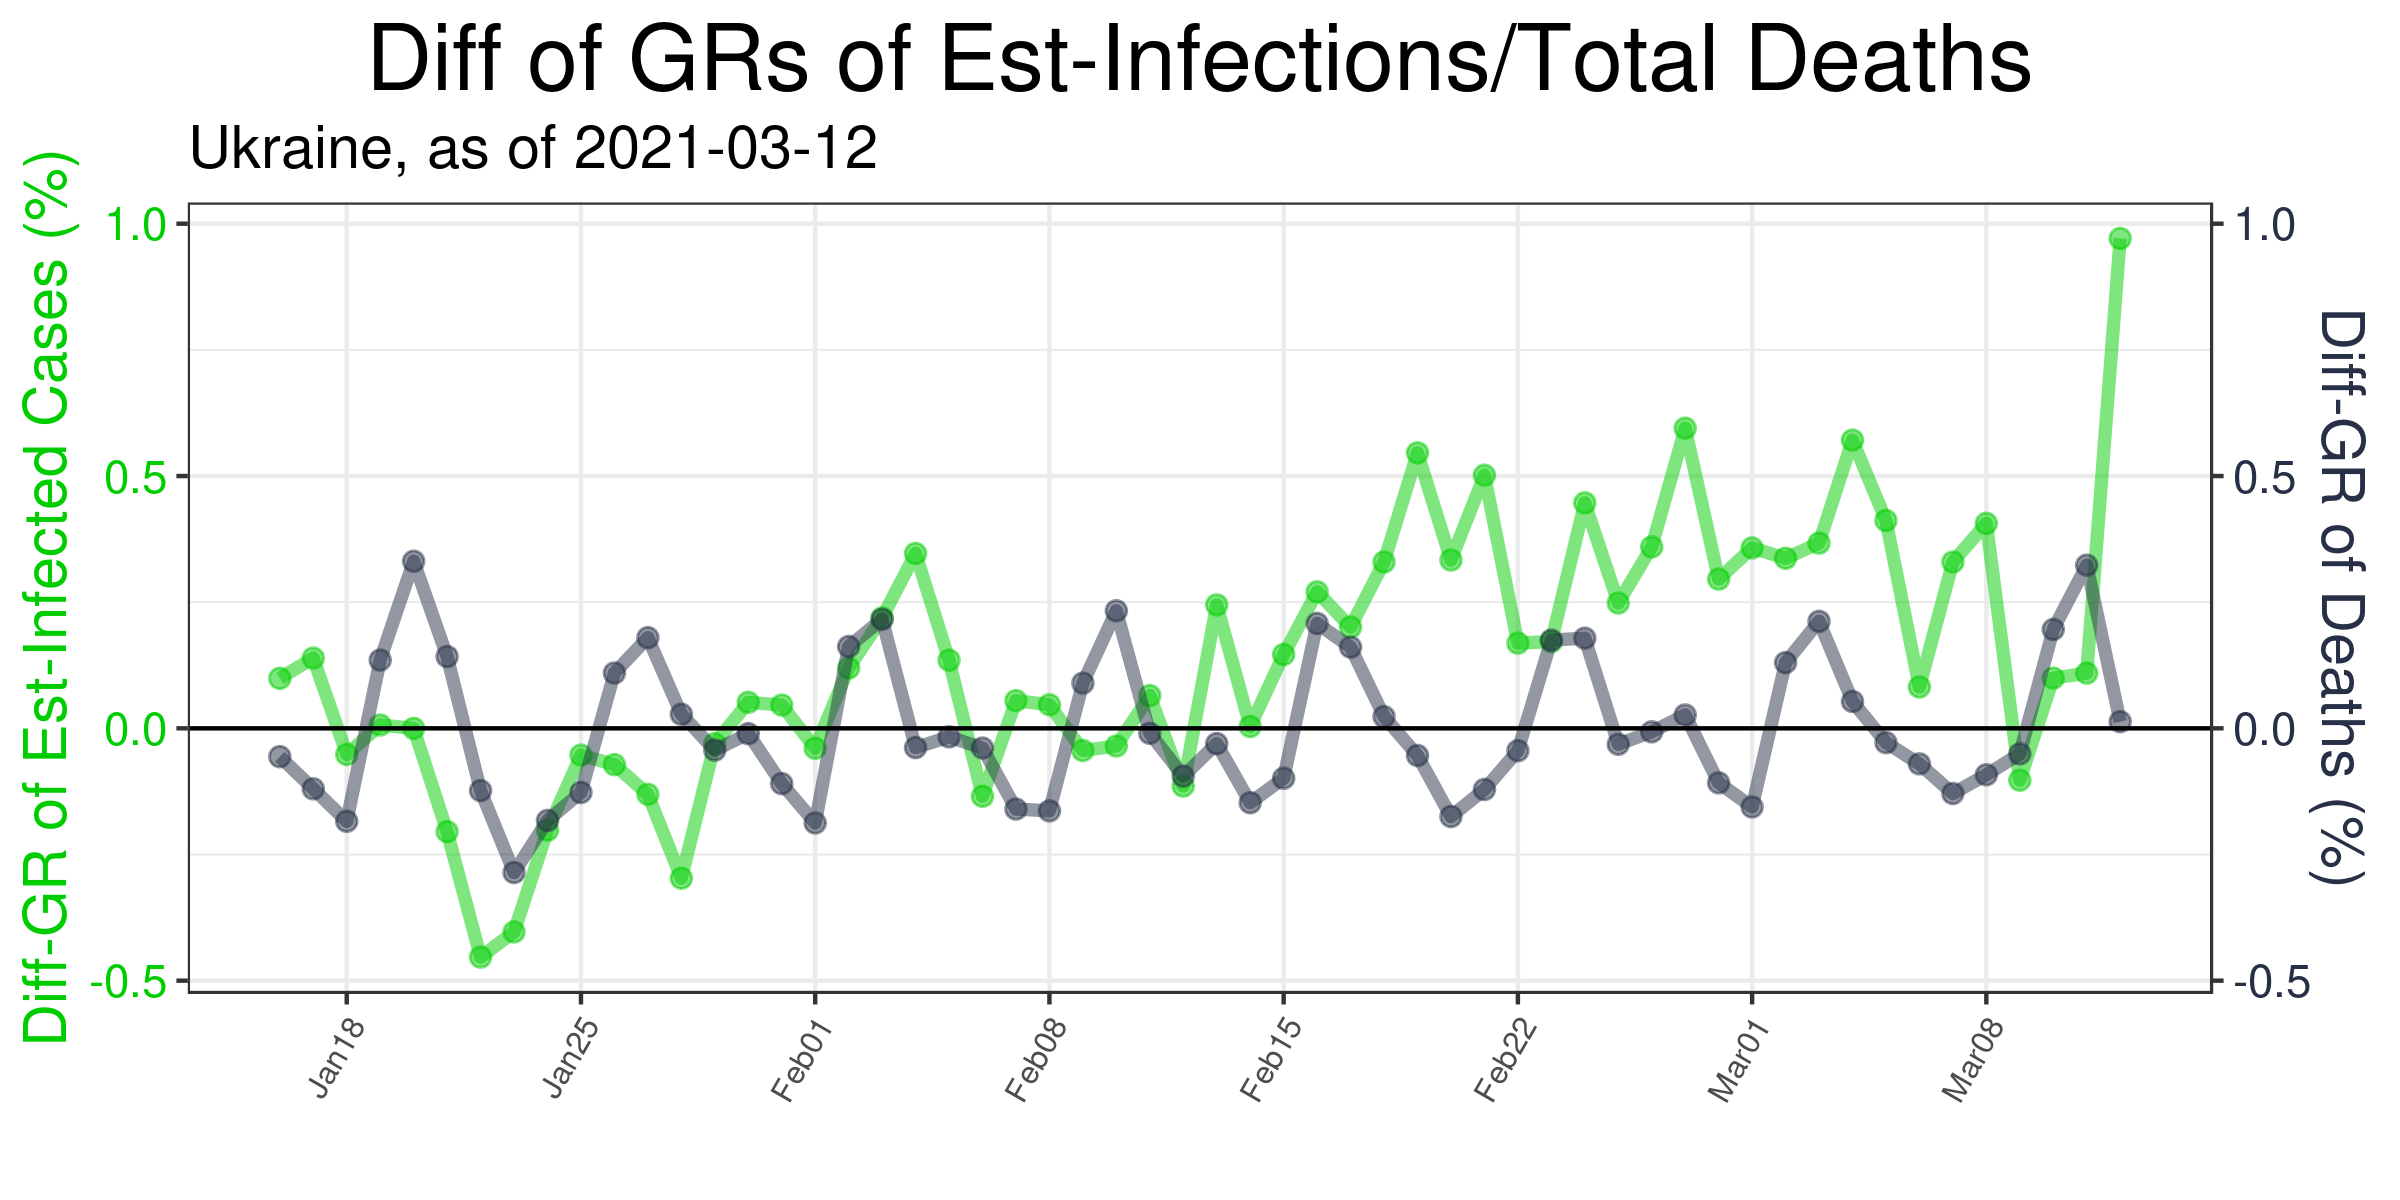 Diff of GRs of Est-Infections/Total Deaths
Ukraine, as of 2021-03-12
Diff-GR of Est-Infected Cases (%)
1.0
0.5
0.0
-0.5
1.0
0.5
0.0
-0.5
Diff-GR of Deaths (%)
Jan18
Jan25
Feb01
Feb08
Feb15
Feb22
Mar01
Mar08